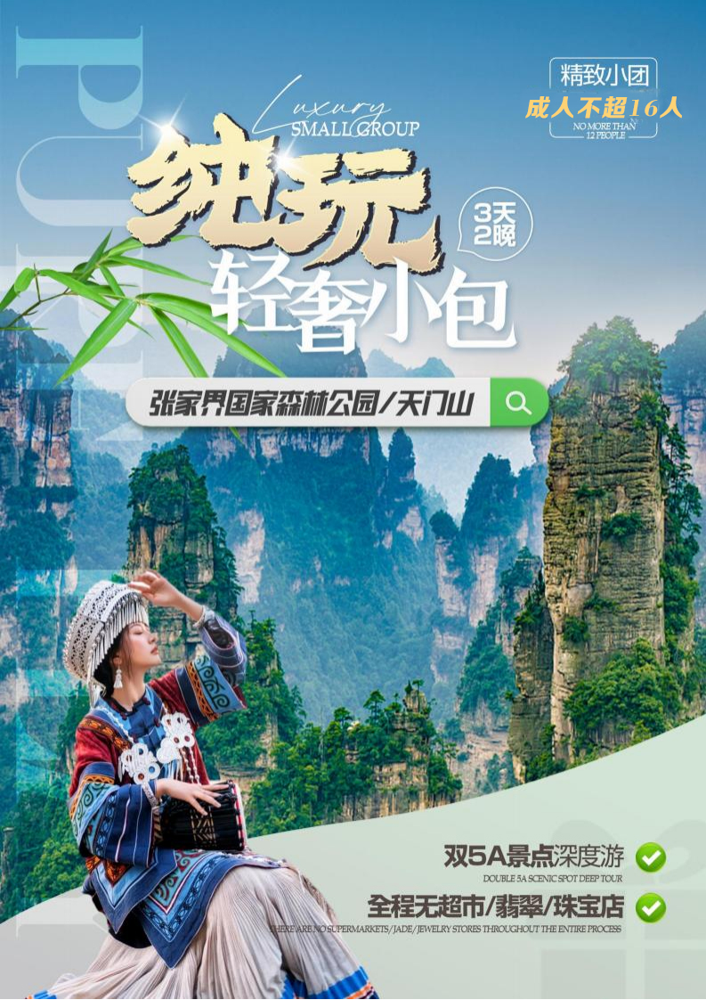 精致小团
成人不超16人
NO MORE THAN
12 PEOPLE
Luxury
SMALL GROUP
纯玩
3天
2晚
轻奢小包
张家界国家森林公园/天门山
双5A景点深度游
DOUBLE 5A SCENIC SPOT DEEP TOUR
全程无超市/翡翠/珠宝店
THERE ARE NO SUPERMARKETS/JADE/JEWELRY STORES THROUGHOUT THE ENTIRE PROCESS
PURE PLAY